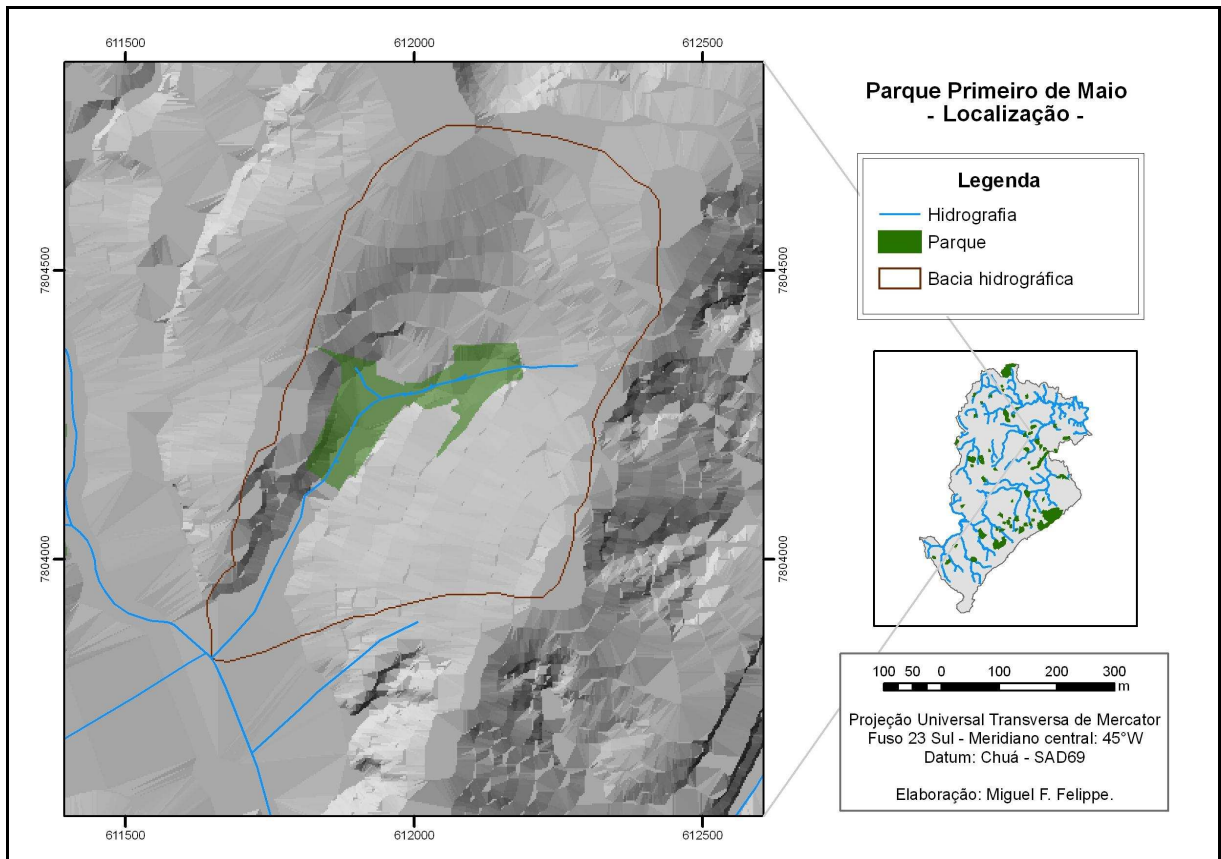 611500 612000 612500
7804500 7804500
7804000 7804000
611500 612000 612500
Parque Primeiro de Maio
- Localização -
Legenda
Hidrografia
Parque
Bacia hidrográfica
100 50 0 100 200 300
m
Projeção Universal Transversa de Mercator
Fuso 23 Sul - Meridiano central: 45°W
Datum: Chuá - SAD69
Elaboração: Miguel F. Felippe.